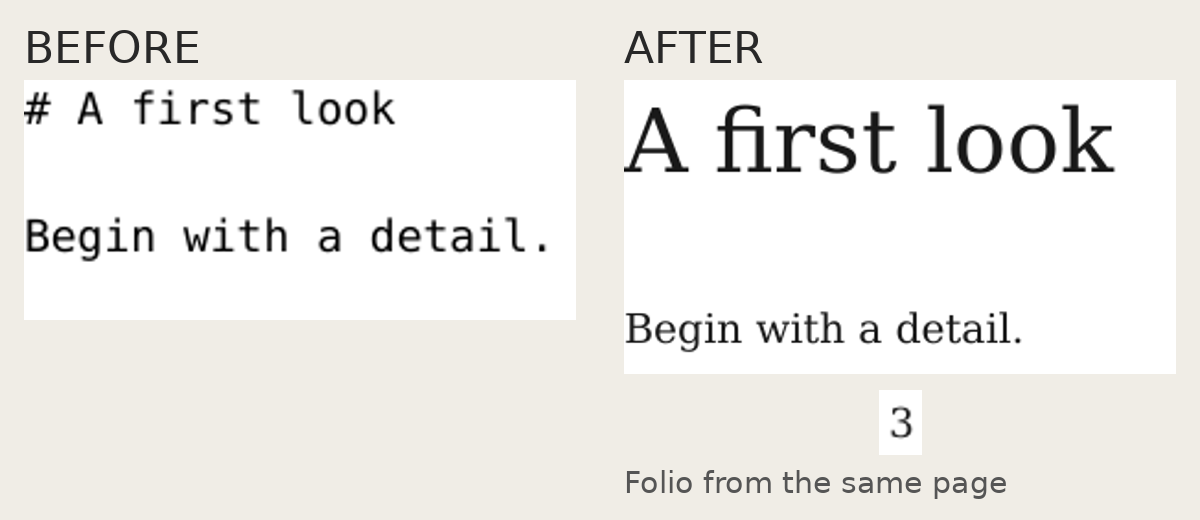 BEFORE
# A first look
Begin with a detail.
AFTER
A first look
Begin with a detail.
3
Folio from the same page